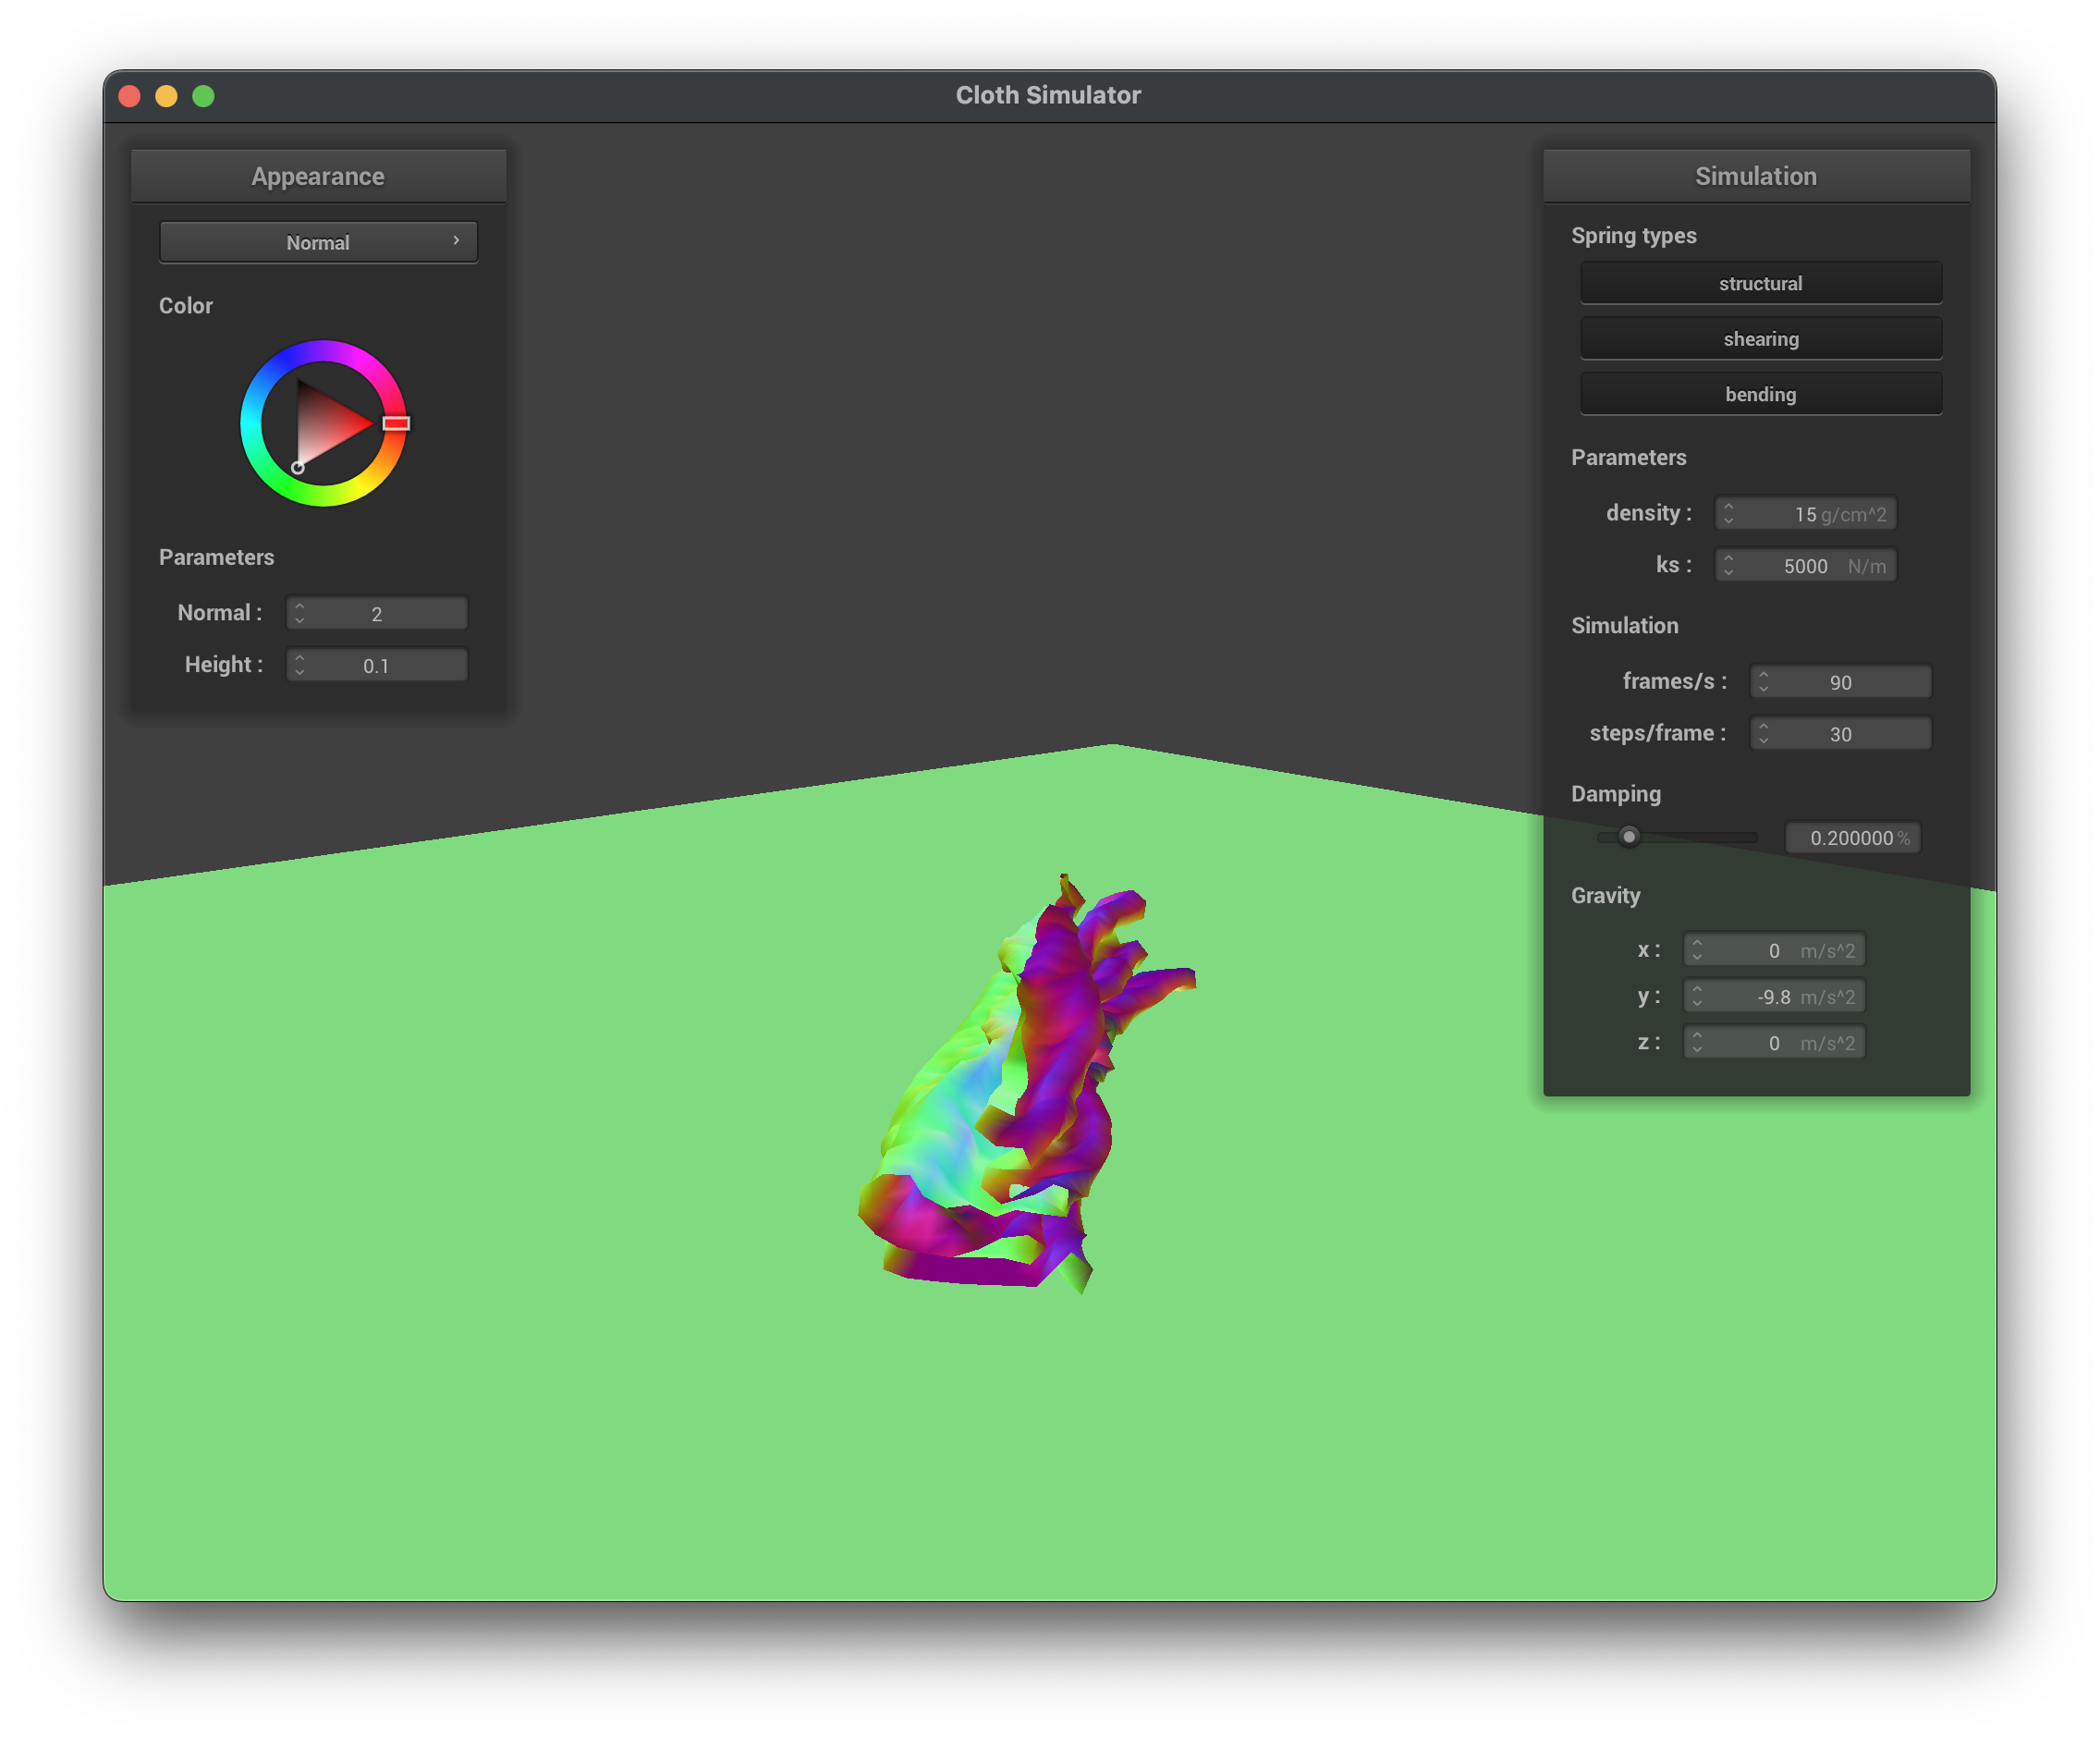 Cloth Simulator
Appearance
Normal
Color
Parameters
Normal : 2
Height : 0.1
Simulation
Spring types
structural
shearing
bending
Parameters
density : 15 g/cm^2
ks : 5000 N/m
Simulation
frames/s : 90
steps/frame : 30
Damping
0.200000 %
Gravity
x : 0 m/s^2
y : -9.8 m/s^2
z : 0 m/s^2